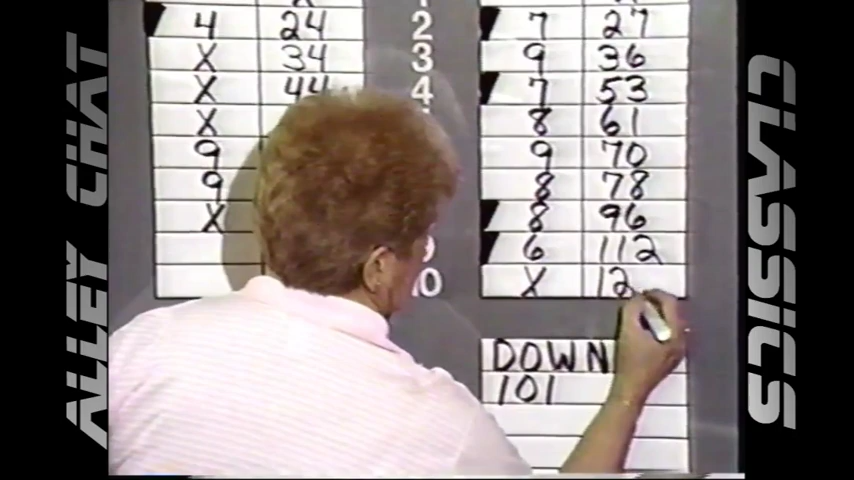 ALLEY CHAT
4 24 2 7 27
X 34 3 9 36
X 44 4 7 53
X 8 61
9 9 70
9 8 78
X 8 96
6 112
10 X 12
DOWN
101
CLASSICS